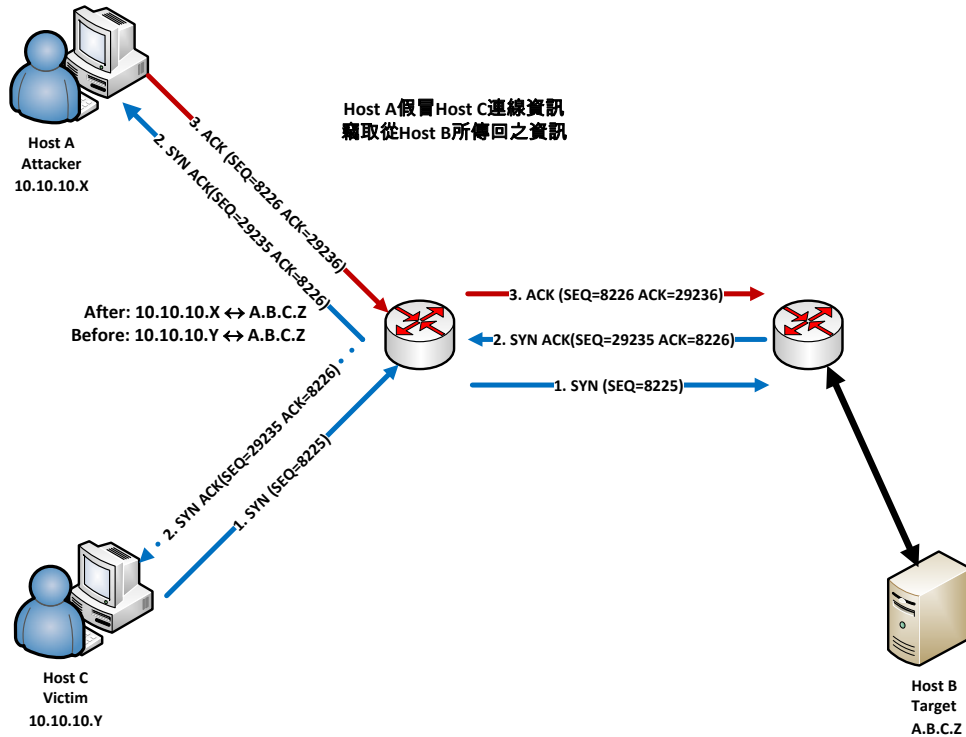 Host A
Attacker
10.10.10.X
3. ACK (SEQ=8226 ACK=29236)
2. SYN ACK(SEQ=29235 ACK=8226)
Host A假冒Host C連線資訊
竊取從Host B所傳回之資訊
After: 10.10.10.X ↔ A.B.C.Z
Before: 10.10.10.Y ↔ A.B.C.Z
3. ACK (SEQ=8226 ACK=29236)
2. SYN ACK(SEQ=29235 ACK=8226)
1. SYN (SEQ=8225)
2. SYN ACK(SEQ=29235 ACK=8226)
1. SYN (SEQ=8225)
Host C
Victim
10.10.10.Y
Host B
Target
A.B.C.Z